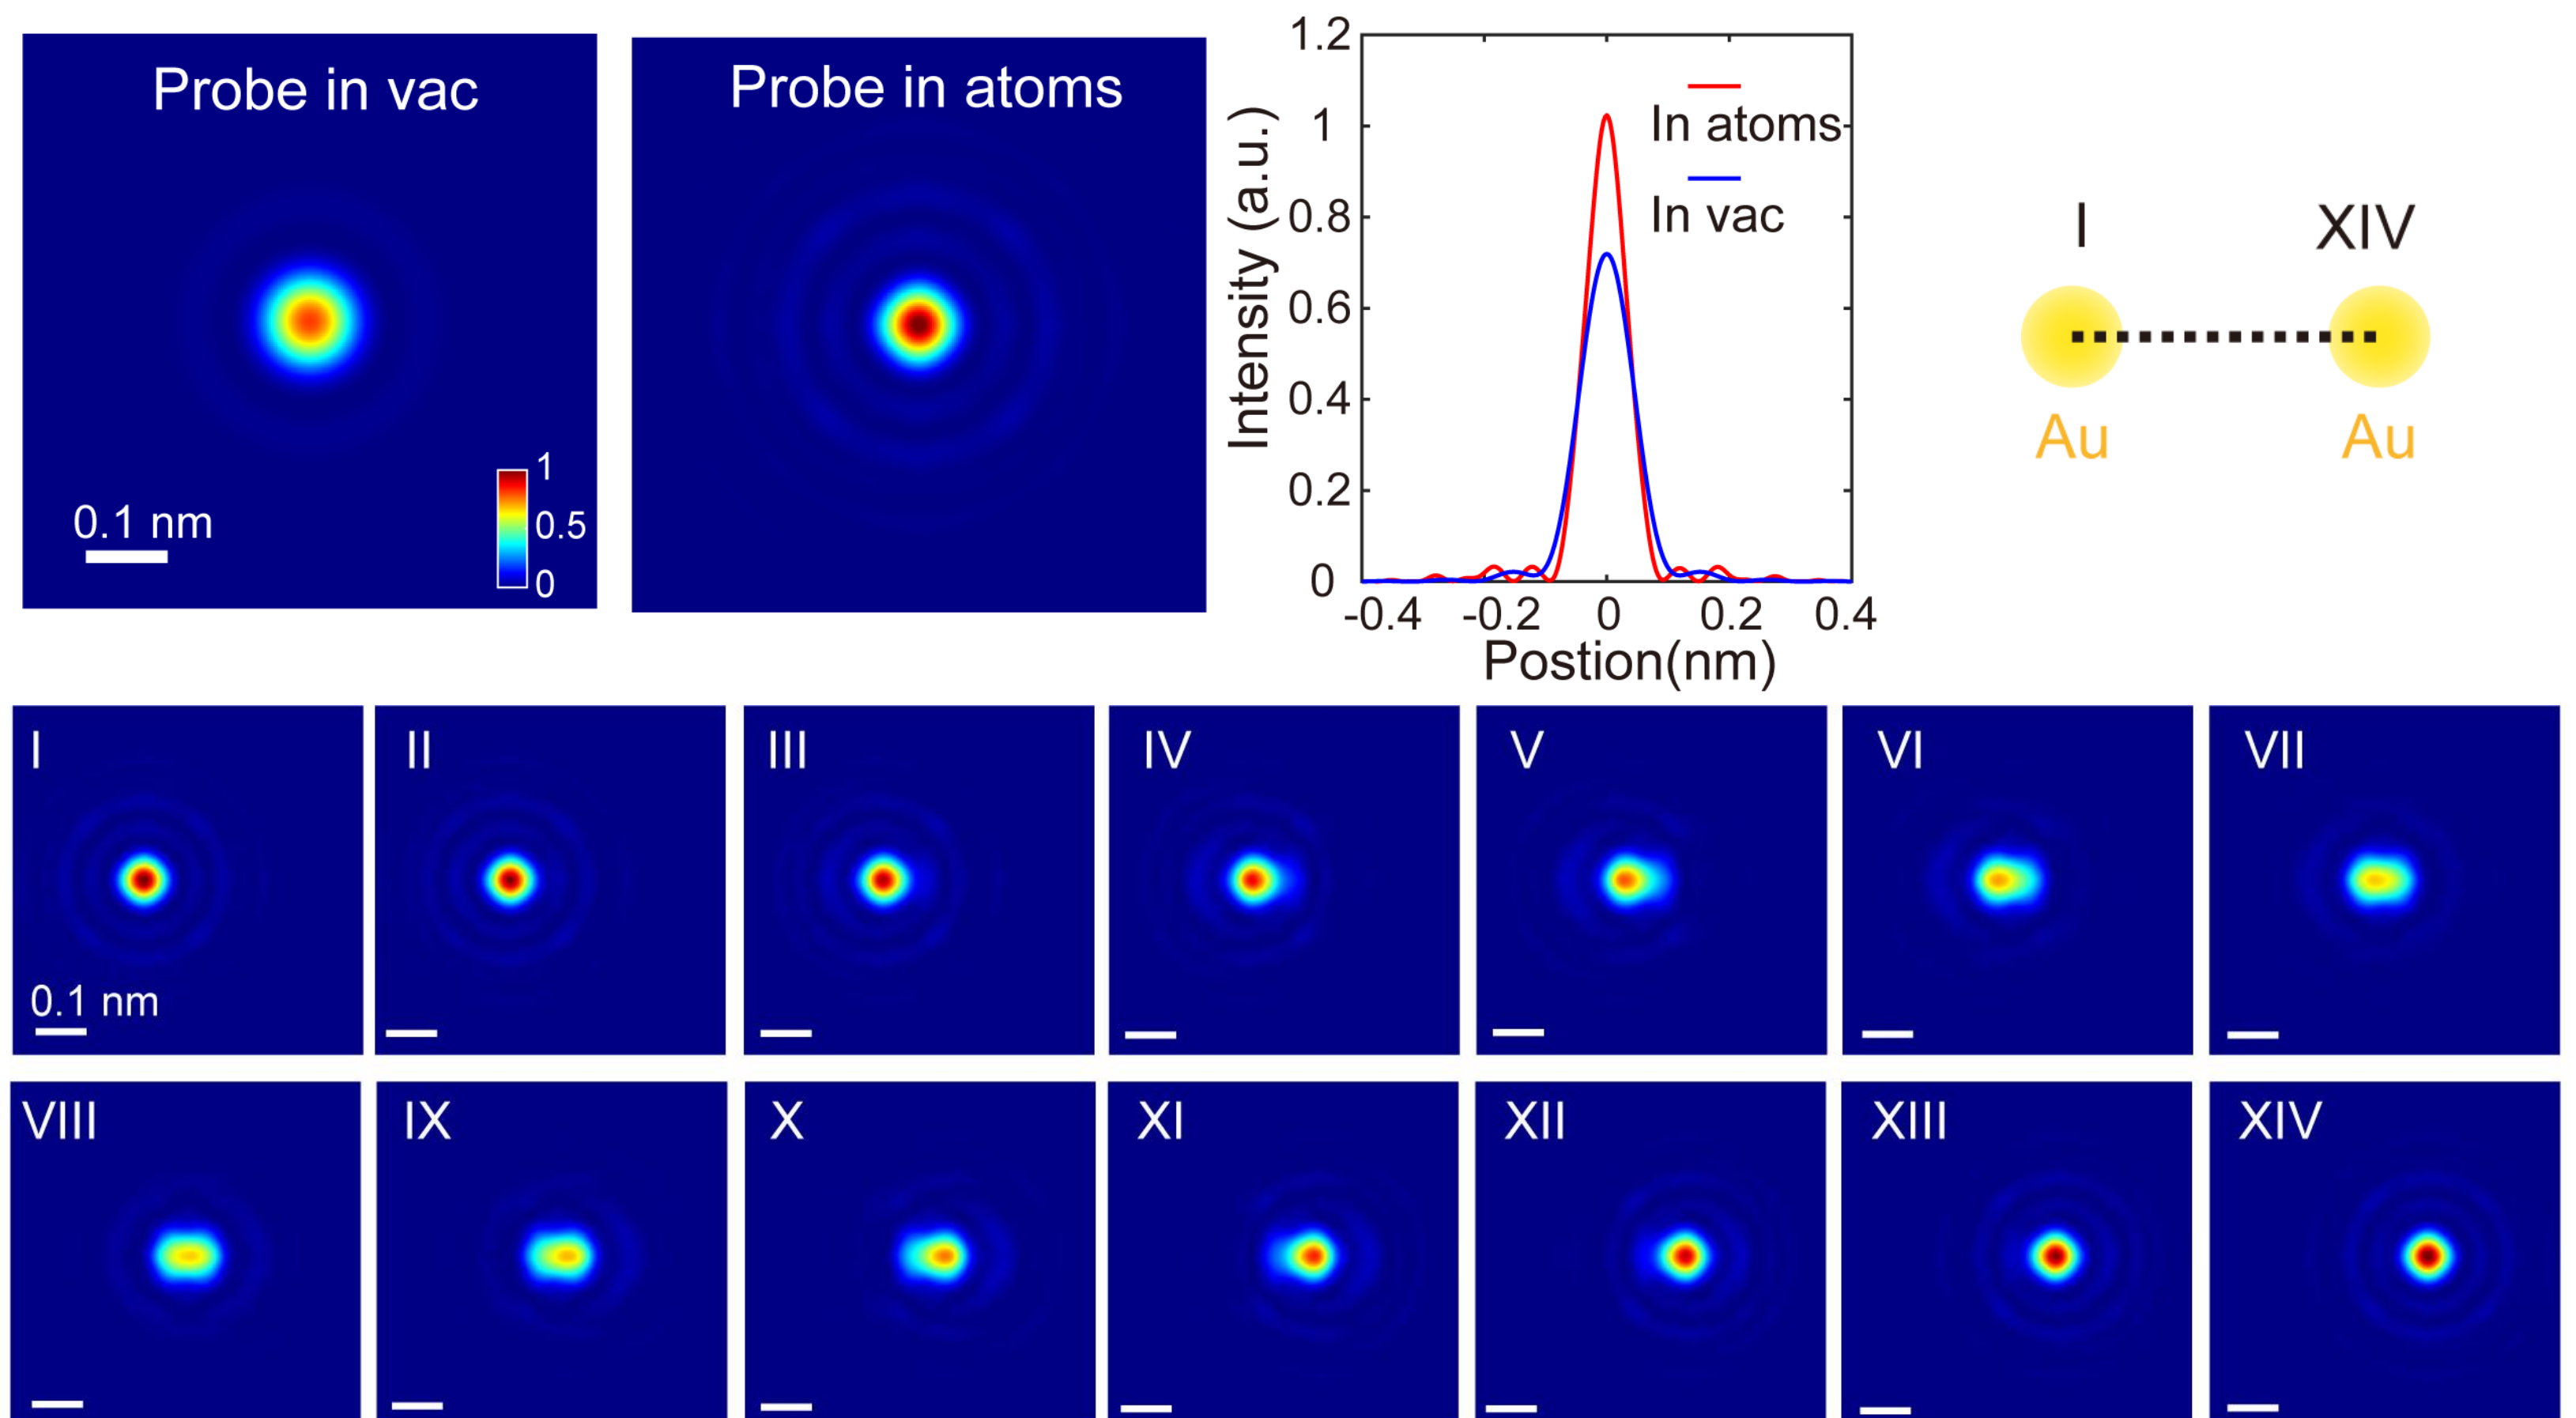 Probe in vac
0.1 nm
1
0.5
0
Probe in atoms
Intensity (a.u.)
1.2
1
0.8
0.6
0.4
0.2
0
-0.4 -0.2 0 0.2 0.4
Postion(nm)
In atoms
In vac
I XIV
Au Au
I II III IV V VI VII
0.1 nm
VIII IX X XI XII XIII XIV